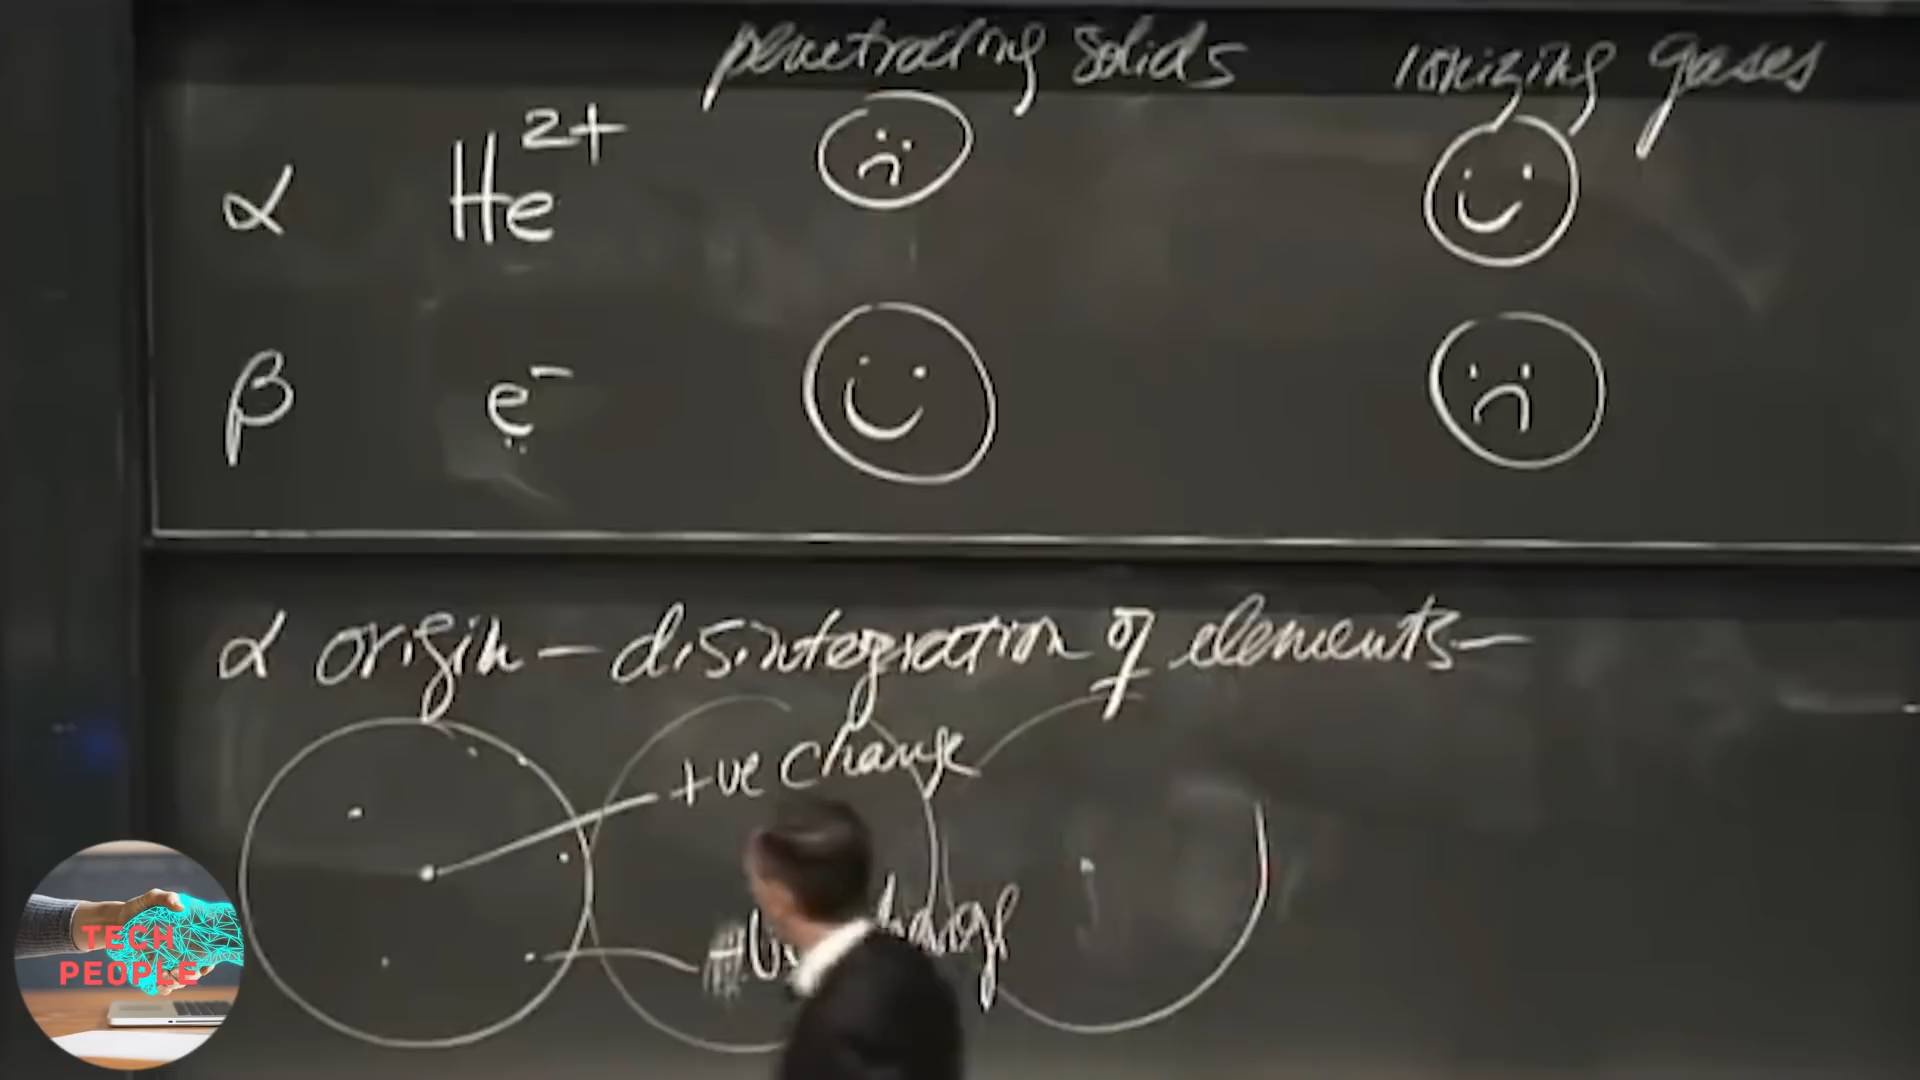 penetrating solids ionizing gases
α He²⁺
β e⁻
α origin – disintegration of elements –
+ve charge
TECH
PEOPLE